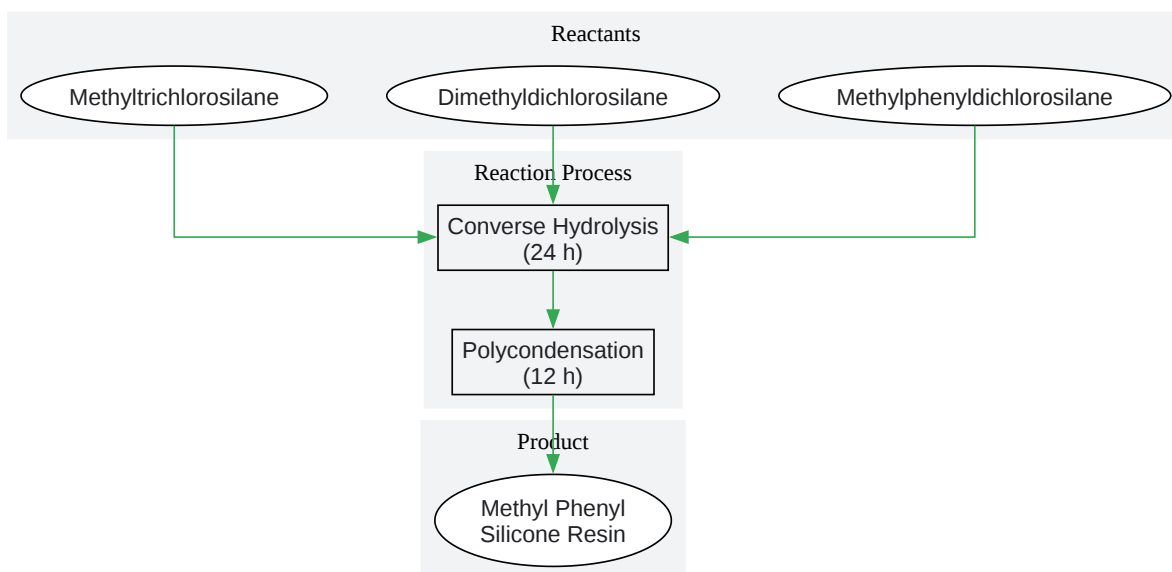 Reactants
Methyltrichlorosilane
Dimethyldichlorosilane
Methylphenyldichlorosilane
Reaction Process
Converse Hydrolysis
(24 h)
Polycondensation
(12 h)
Product
Methyl Phenyl
Silicone Resin